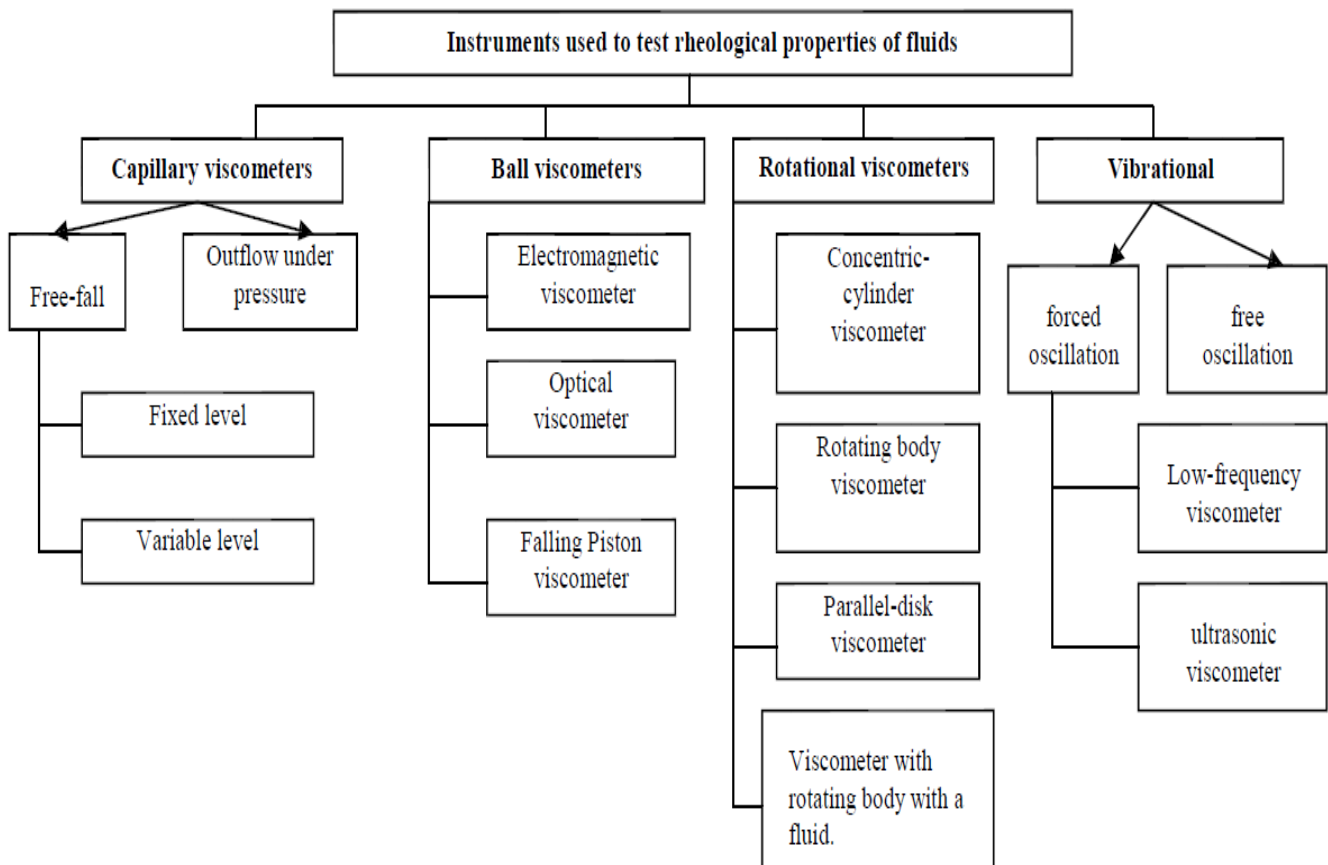 Instruments used to test rheological properties of fluids
Capillary viscometers
Ball viscometers
Rotational viscometers
Vibrational
Free-fall
Outflow under
pressure
Fixed level
Variable level
Electromagnetic
viscometer
Optical
viscometer
Falling Piston
viscometer
Concentric-
cylinder
viscometer
Rotating body
viscometer
Parallel-disk
viscometer
Viscometer with
rotating body with a
fluid.
forced
oscillation
free
oscillation
Low-frequency
viscometer
ultrasonic
viscometer